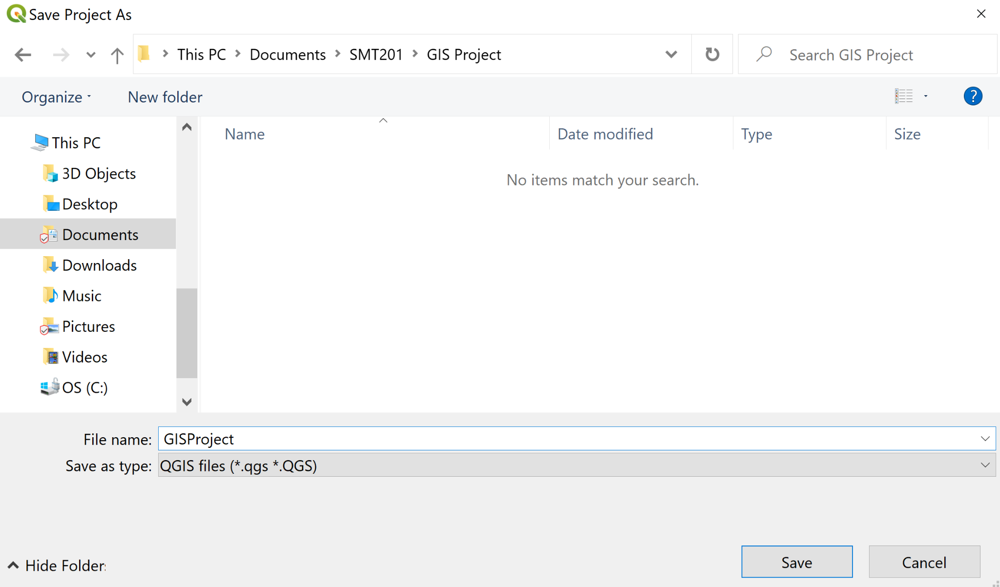 Save Project As
This PC > Documents > SMT201 > GIS Project
Search GIS Project
Organize
New folder
?
Name
Date modified
Type
Size
No items match your search.
This PC
3D Objects
Desktop
Documents
Downloads
Music
Pictures
Videos
OS (C:)
File name: GISProject
Save as type: QGIS files (*.qgs *.QGS)
Hide Folder
Save
Cancel